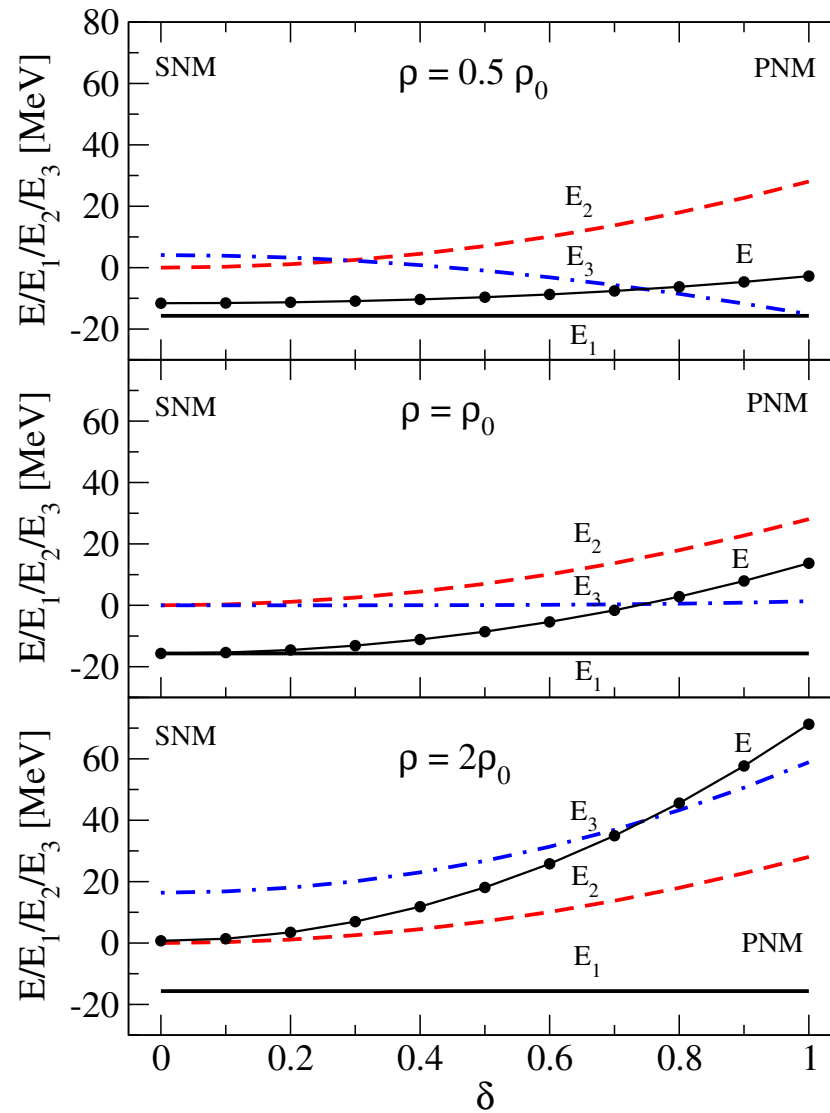 80
SNM
ρ = 0.5 ρ0
PNM
60
40
E2
20
E3
E
0
-20
E1
E/E1/E2/E3 [MeV]
SNM
ρ = ρ0
PNM
60
40
E2
20
E3
E
0
-20
E1
E/E1/E2/E3 [MeV]
SNM
ρ = 2ρ0
E
60
40
E3
20
E2
0
E1
PNM
-20
E/E1/E2/E3 [MeV]
0 0.2 0.4 0.6 0.8 1
δ